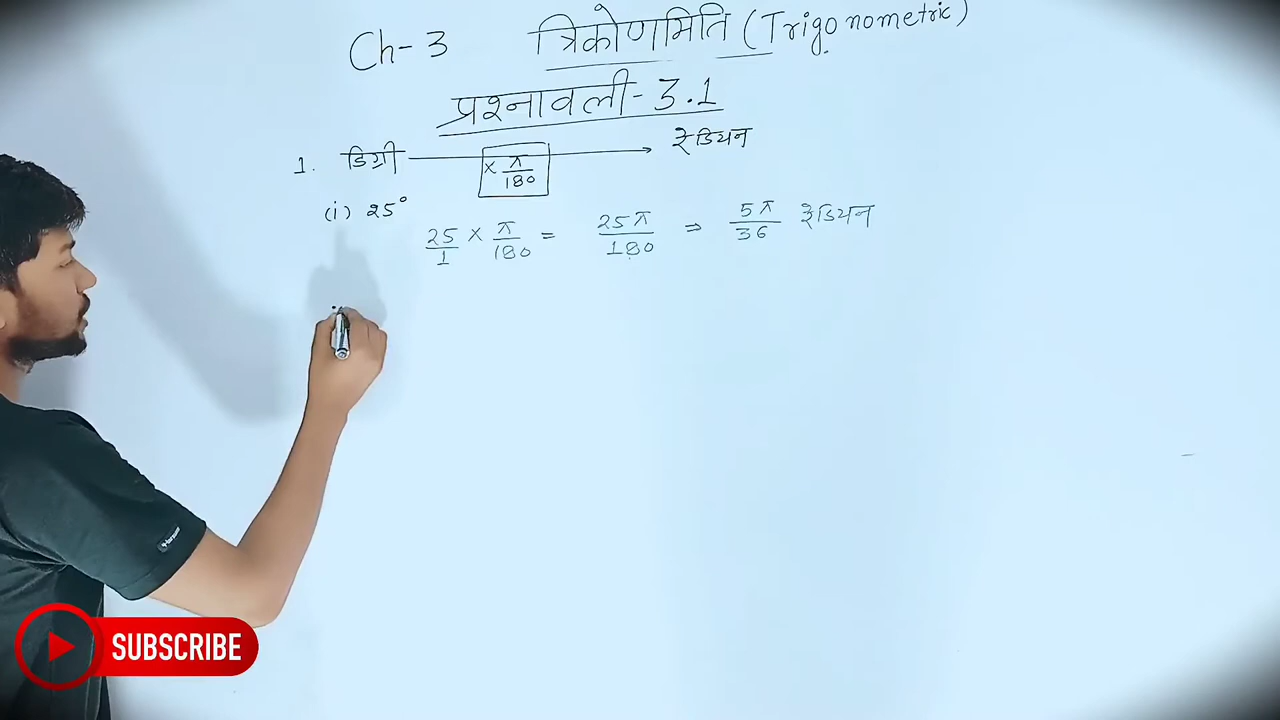 Ch-3 त्रिकोणमिति (Trigonometric)
प्रश्नावली-3.1
1. डिग्री × π/180 → रेडियन
(i) 25°
25/1 × π/180 = 25π/180 ⇒ 5π/36 रेडियन
SUBSCRIBE